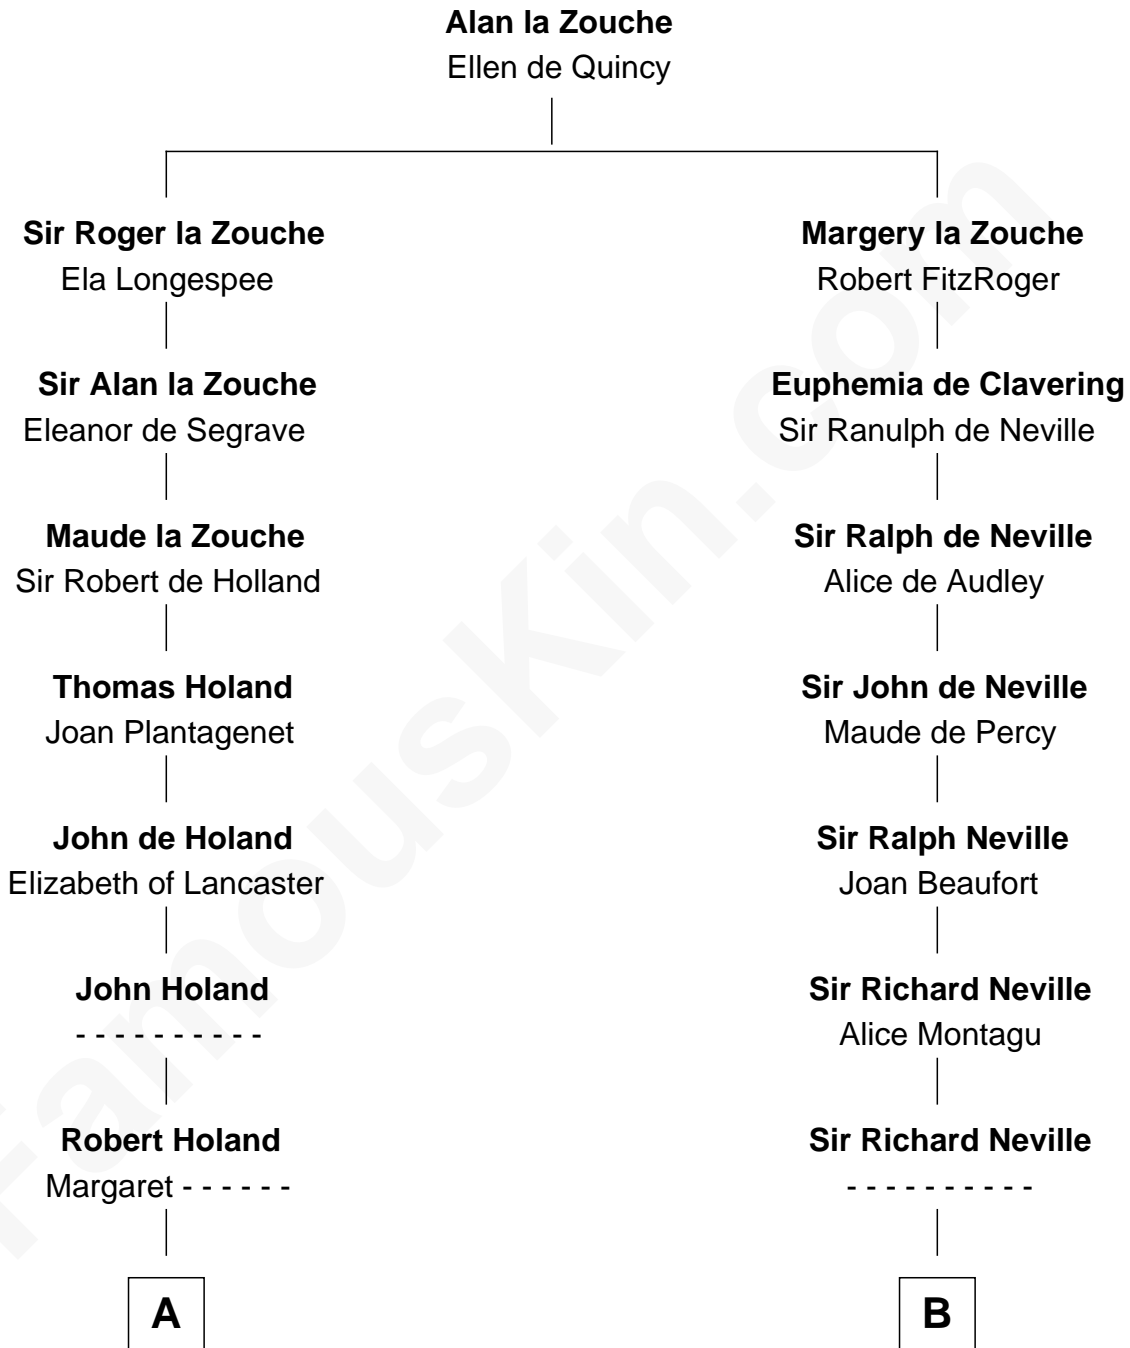 Alan la Zouche
Ellen de Quincy
Sir Roger la Zouche
Ela Longespee
Margery la Zouche
Robert FitzRoger
Sir Alan la Zouche
Eleanor de Segrave
Euphemia de Clavering
Sir Ranulph de Neville
Maude la Zouche
Sir Robert de Holland
Sir Ralph de Neville
Alice de Audley
Thomas Holand
Joan Plantagenet
Sir John de Neville
Maude de Percy
John de Holand
Elizabeth of Lancaster
Sir Ralph Neville
Joan Beaufort
John Holand
- - - - - - - - - -
Sir Richard Neville
Alice Montagu
Robert Holand
Margaret - - - - - -
Sir Richard Neville
- - - - - - - - - -
A
B
FamousKin.com